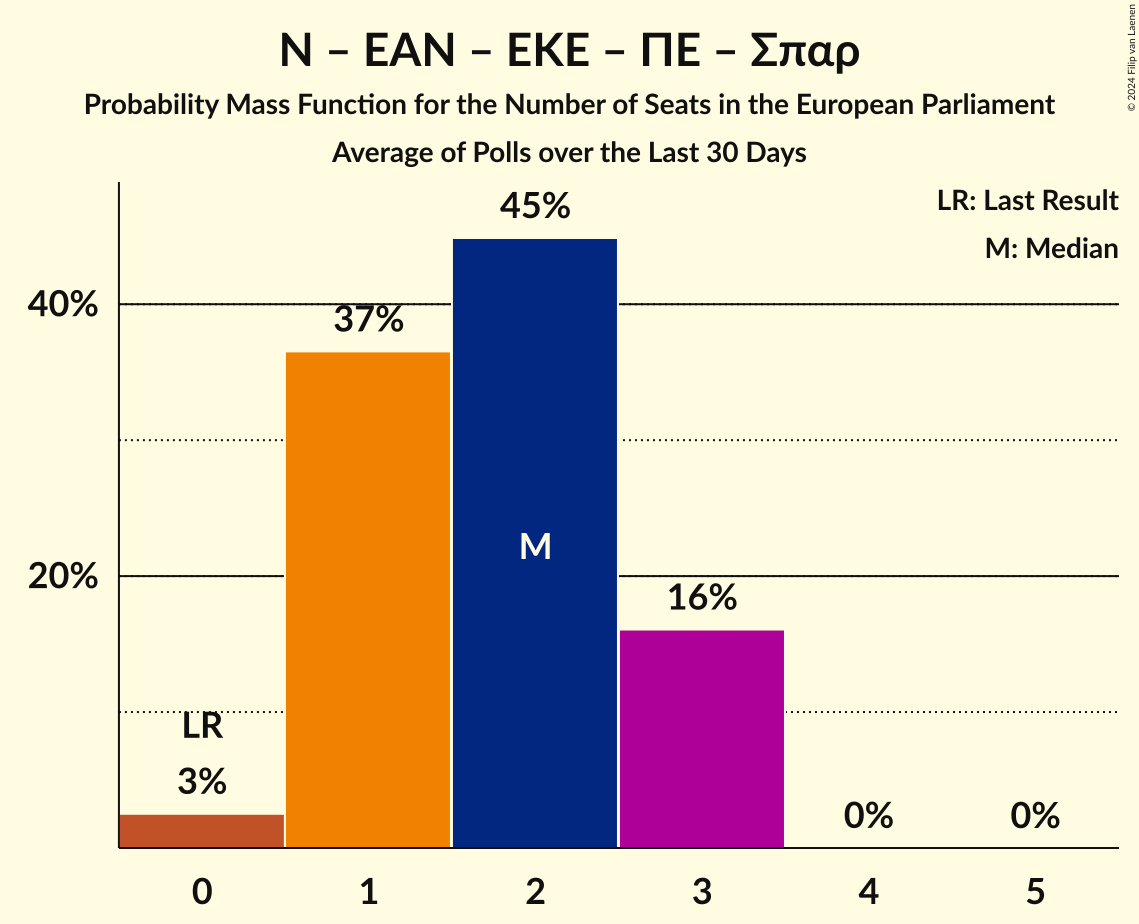 Ν – ΕΑΝ – ΕΚΕ – ΠΕ – Σπαρ
Probability Mass Function for the Number of Seats in the European Parliament
Average of Polls over the Last 30 Days
© 2024 Filip van Laenen
LR: Last Result
M: Median
45%
40%
37%
M
20%
16%
LR
3%
0%
0%
0
1
2
3
4
5